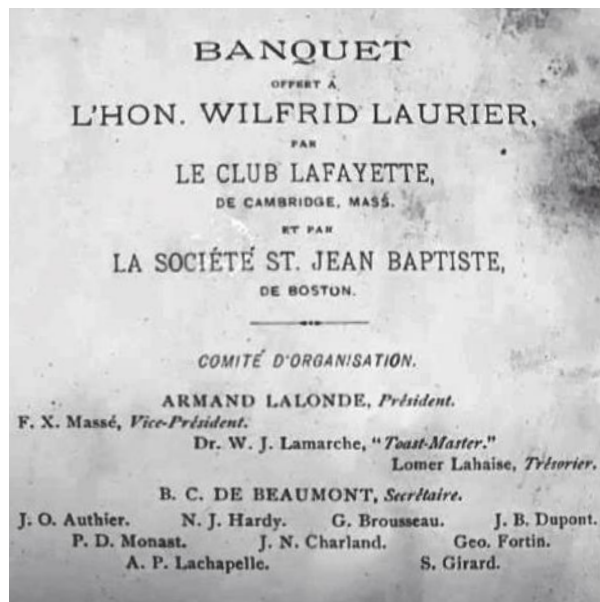 BANQUET
OFFERT À
L'HON. WILFRID LAURIER,
PAR
LE CLUB LAFAYETTE,
DE CAMBRIDGE, MASS.
ET PAR
LA SOCIÉTÉ ST. JEAN BAPTISTE,
DE BOSTON.
COMITÉ D'ORGANISATION.
ARMAND LALONDE, Président.
F. X. Massé, Vice-Président.
Dr. W. J. Lamarche, "Toast-Master."
Lomer Lahaise, Trésorier.
B. C. DE BEAUMONT, Secrétaire.
J. O. Authier. N. J. Hardy. G. Brousseau. J. B. Dupont.
P. D. Monast. J. N. Charland. Geo. Fortin.
A. P. Lachapelle. S. Girard.